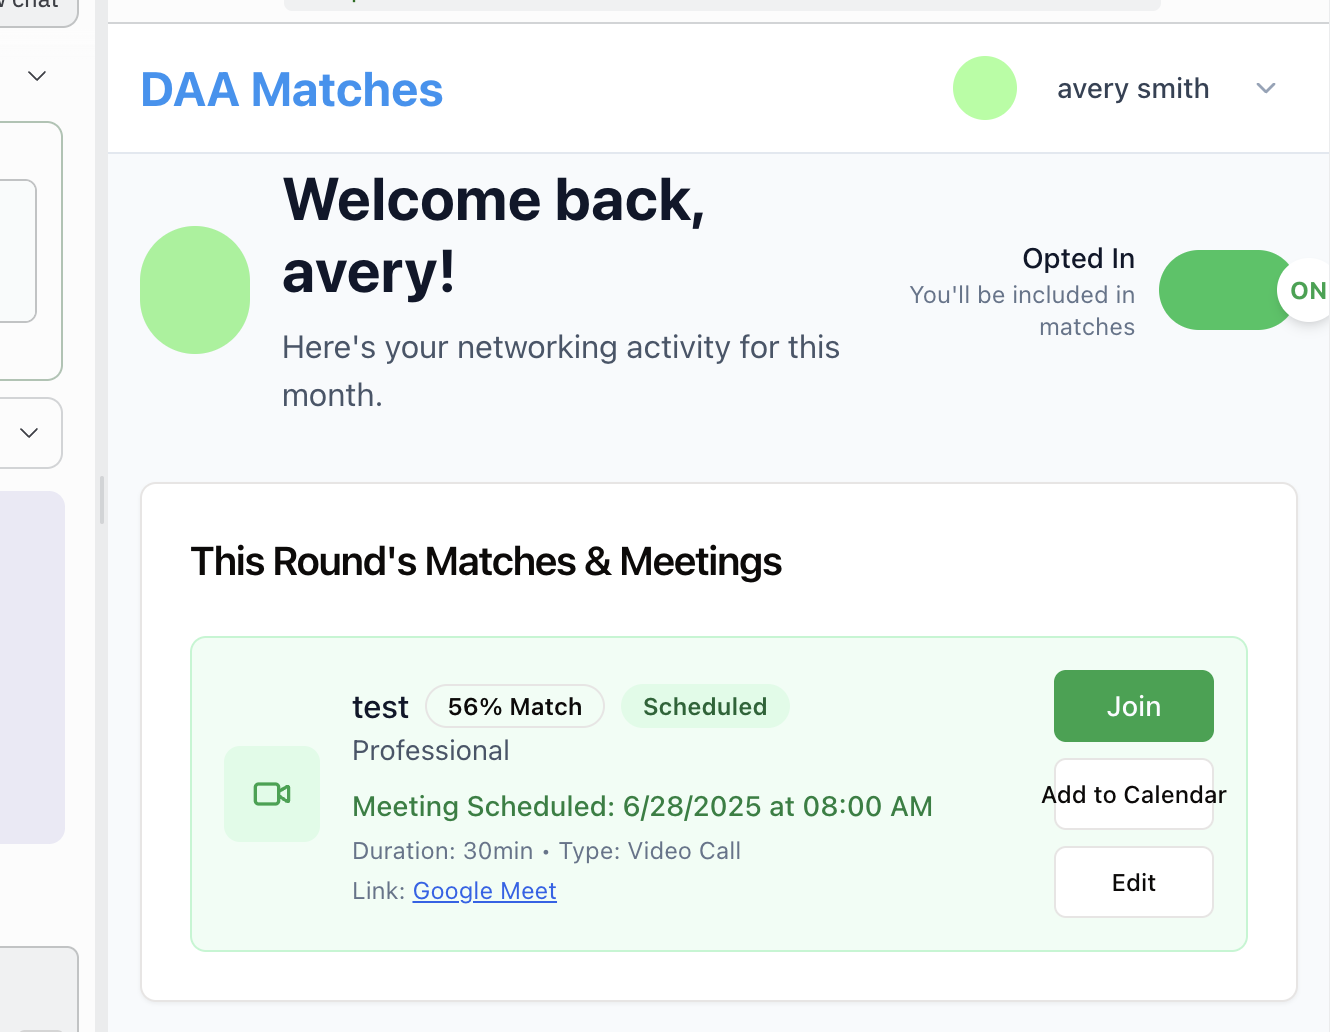 chat
DAA Matches
avery smith
Welcome back,
avery!
Here's your networking activity for this
month.
Opted In
You'll be included in
matches
ON
This Round's Matches & Meetings
test
56% Match
Scheduled
Professional
Meeting Scheduled: 6/28/2025 at 08:00 AM
Duration: 30min • Type: Video Call
Link: Google Meet
Join
Add to Calendar
Edit